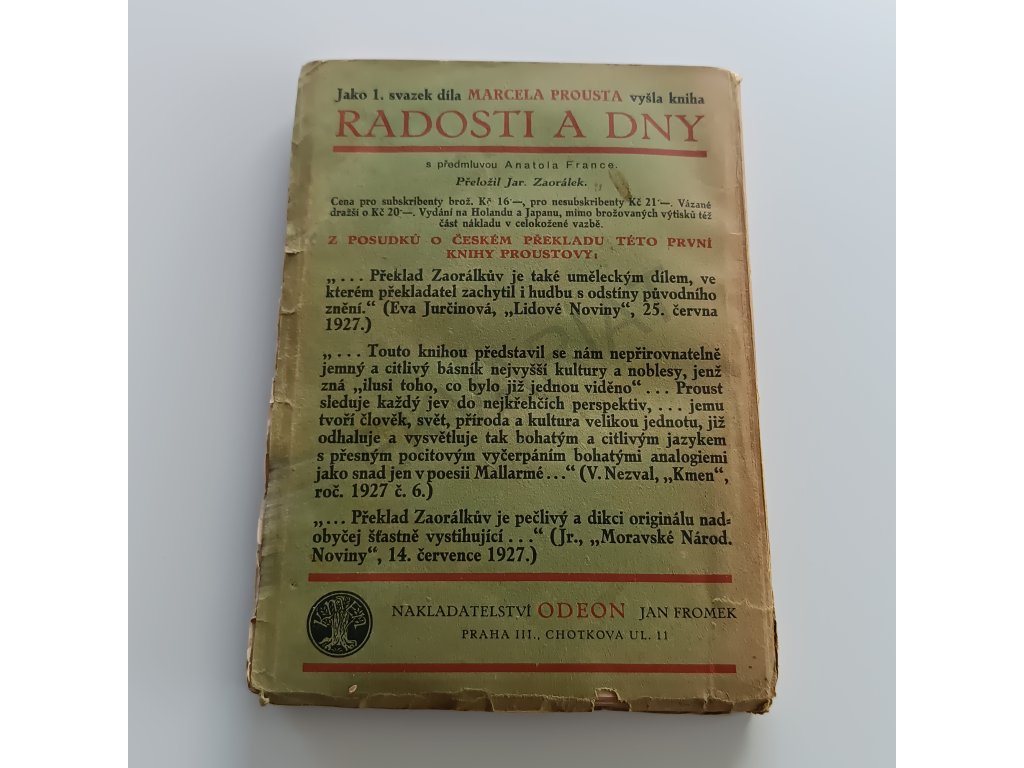 Jako 1. svazek díla MARCELA PROUSTA vyšla kniha
RADOSTI A DNY
s předmluvou Anatola France.
Přeložil Jar. Zaorálek.
Cena pro subskribenty brož. Kč 16·—, pro nesubskribenty Kč 21·—. Vázané
dražší o Kč 20·—. Vydání na Holandu a Japanu, mimo brožovaných výtisků též
část nákladu v celokožené vazbě.
Z POSUDKŮ O ČESKÉM PŘEKLADU TÉTO PRVNÍ
KNIHY PROUSTOVY:
„... Překlad Zaorálkův je také uměleckým dílem, ve
kterém překladatel zachytil i hudbu s odstíny původního
znění.“ (Eva Jurčinová, „Lidové Noviny“, 25. června
1927.)
„... Touto knihou představil se nám nepřirovnatelně
jemný a citlivý básník nejvyšší kultury a noblesy, jenž
zná „ilusi toho, co bylo již jednou viděno“ ... Proust
sleduje každý jev do nejkřehčích perspektiv, ... jemu
tvoří člověk, svět, příroda a kultura velikou jednotu, již
odhaluje a vysvětluje tak bohatým a citlivým jazykem
s přesným pocitovým vyčerpáním bohatými analogiemi
jako snad jen v poesii Mallarmé...“ (V. Nezval, „Kmen“,
roč. 1927 č. 6.)
„... Překlad Zaorálkův je pečlivý a dikci originálu nad-
obyčej šťastně vystihující ...“ (Jr., „Moravské Národ.
Noviny“, 14. července 1927.)
NAKLADATELSTVÍ ODEON JAN FROMEK
PRAHA III., CHOTKOVA UL. 11